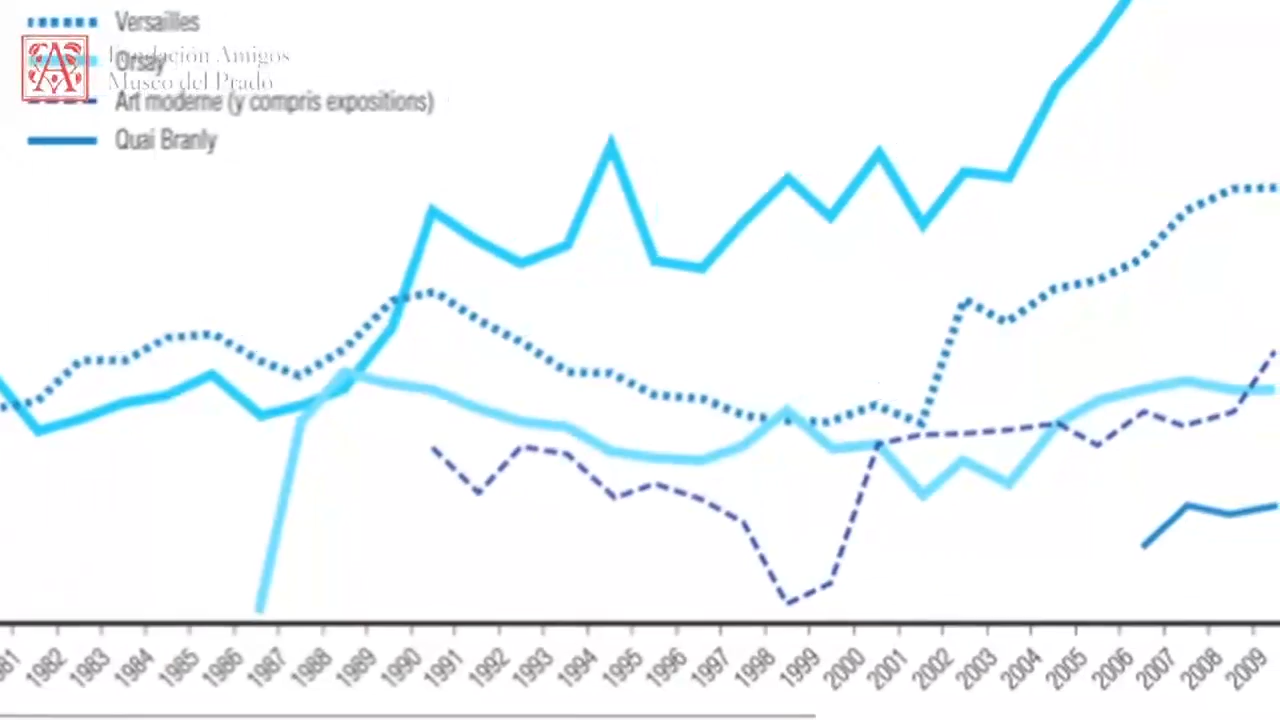 Versailles
Orsay
Fundación Amigos
Museo del Prado
Art moderne (y compris expositions)
Quai Branly
1982 1983 1984 1985 1986 1987 1988 1989 1990 1991 1992 1993 1994 1995 1996 1997 1998 1999 2000 2001 2002 2003 2004 2005 2006 2007 2008 2009